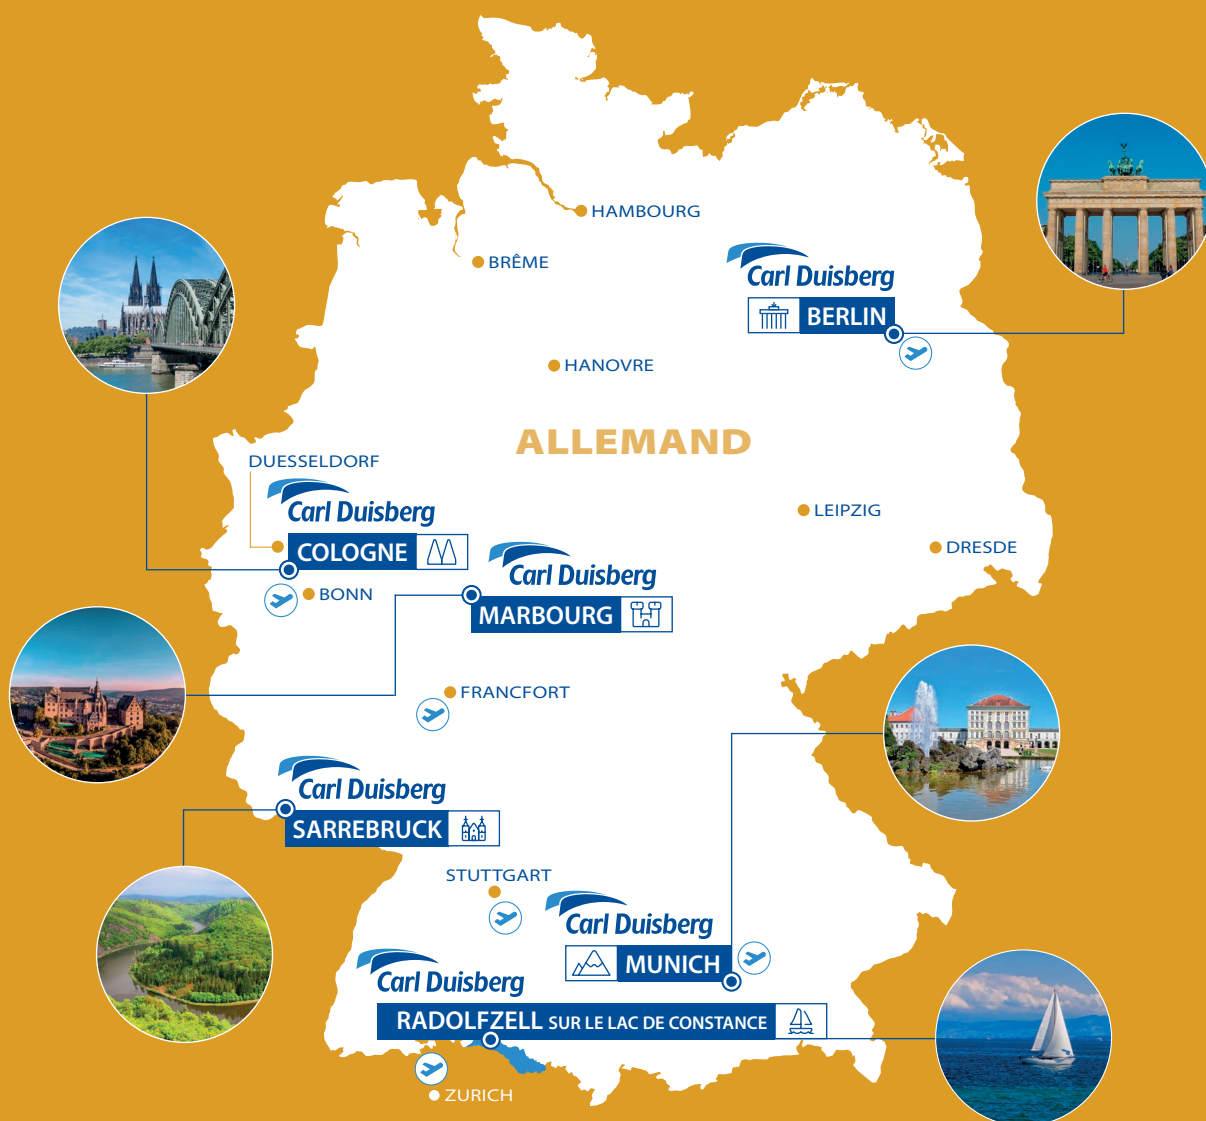 HAMBOURG
BRÊME
Carl Duisberg
BERLIN
HANOVRE
ALLEMAND
DUESSELDORF
Carl Duisberg
COLOGNE
LEIPZIG
DRESDE
Carl Duisberg
MARBOURG
BONN
FRANCFORT
Carl Duisberg
SARREBRUCK
STUTTGART
Carl Duisberg
MUNICH
Carl Duisberg
RADOLFZELL SUR LE LAC DE CONSTANCE
ZURICH